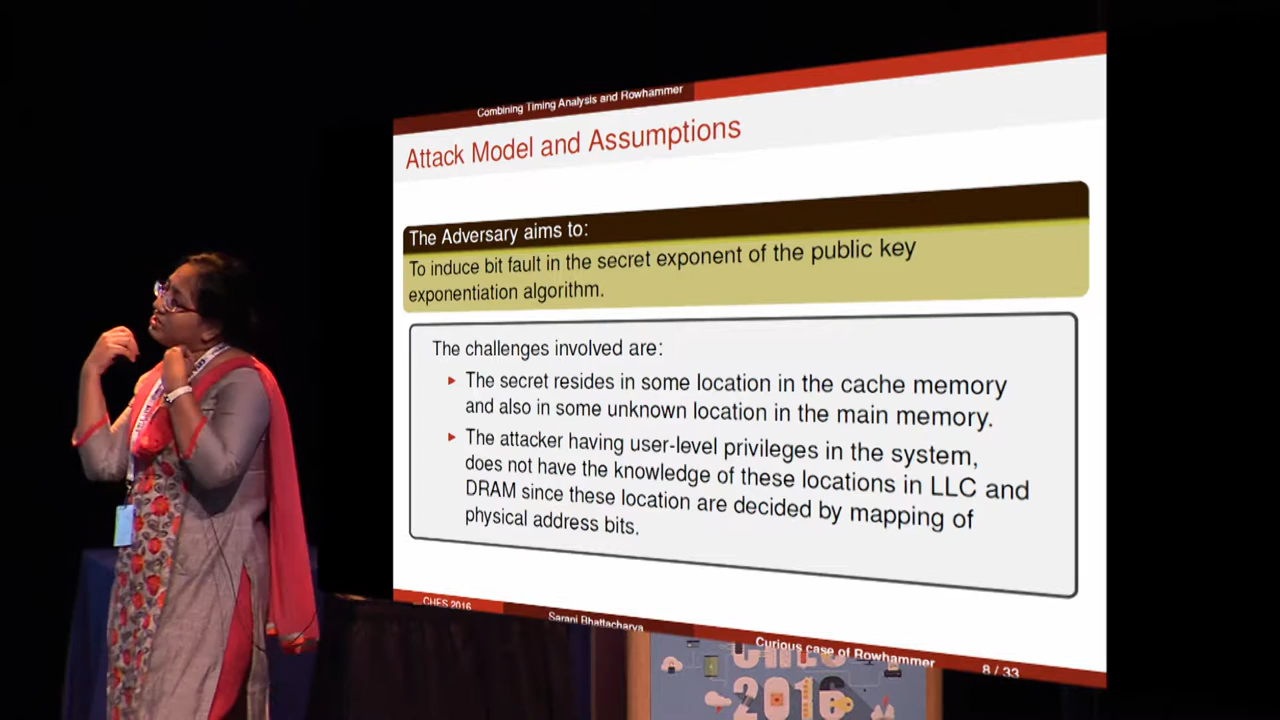 Combining Timing Analysis and Rowhammer
Attack Model and Assumptions
The Adversary aims to:
To induce bit fault in the secret exponent of the public key
exponentiation algorithm.
The challenges involved are:
The secret resides in some location in the cache memory
and also in some unknown location in the main memory.
The attacker having user-level privileges in the system,
does not have the knowledge of these locations in LLC and
DRAM since these location are decided by mapping of
physical address bits.
CHES 2016
Sarani Bhattacharya
Curious case of Rowhammer
8 / 33
CHES
2016